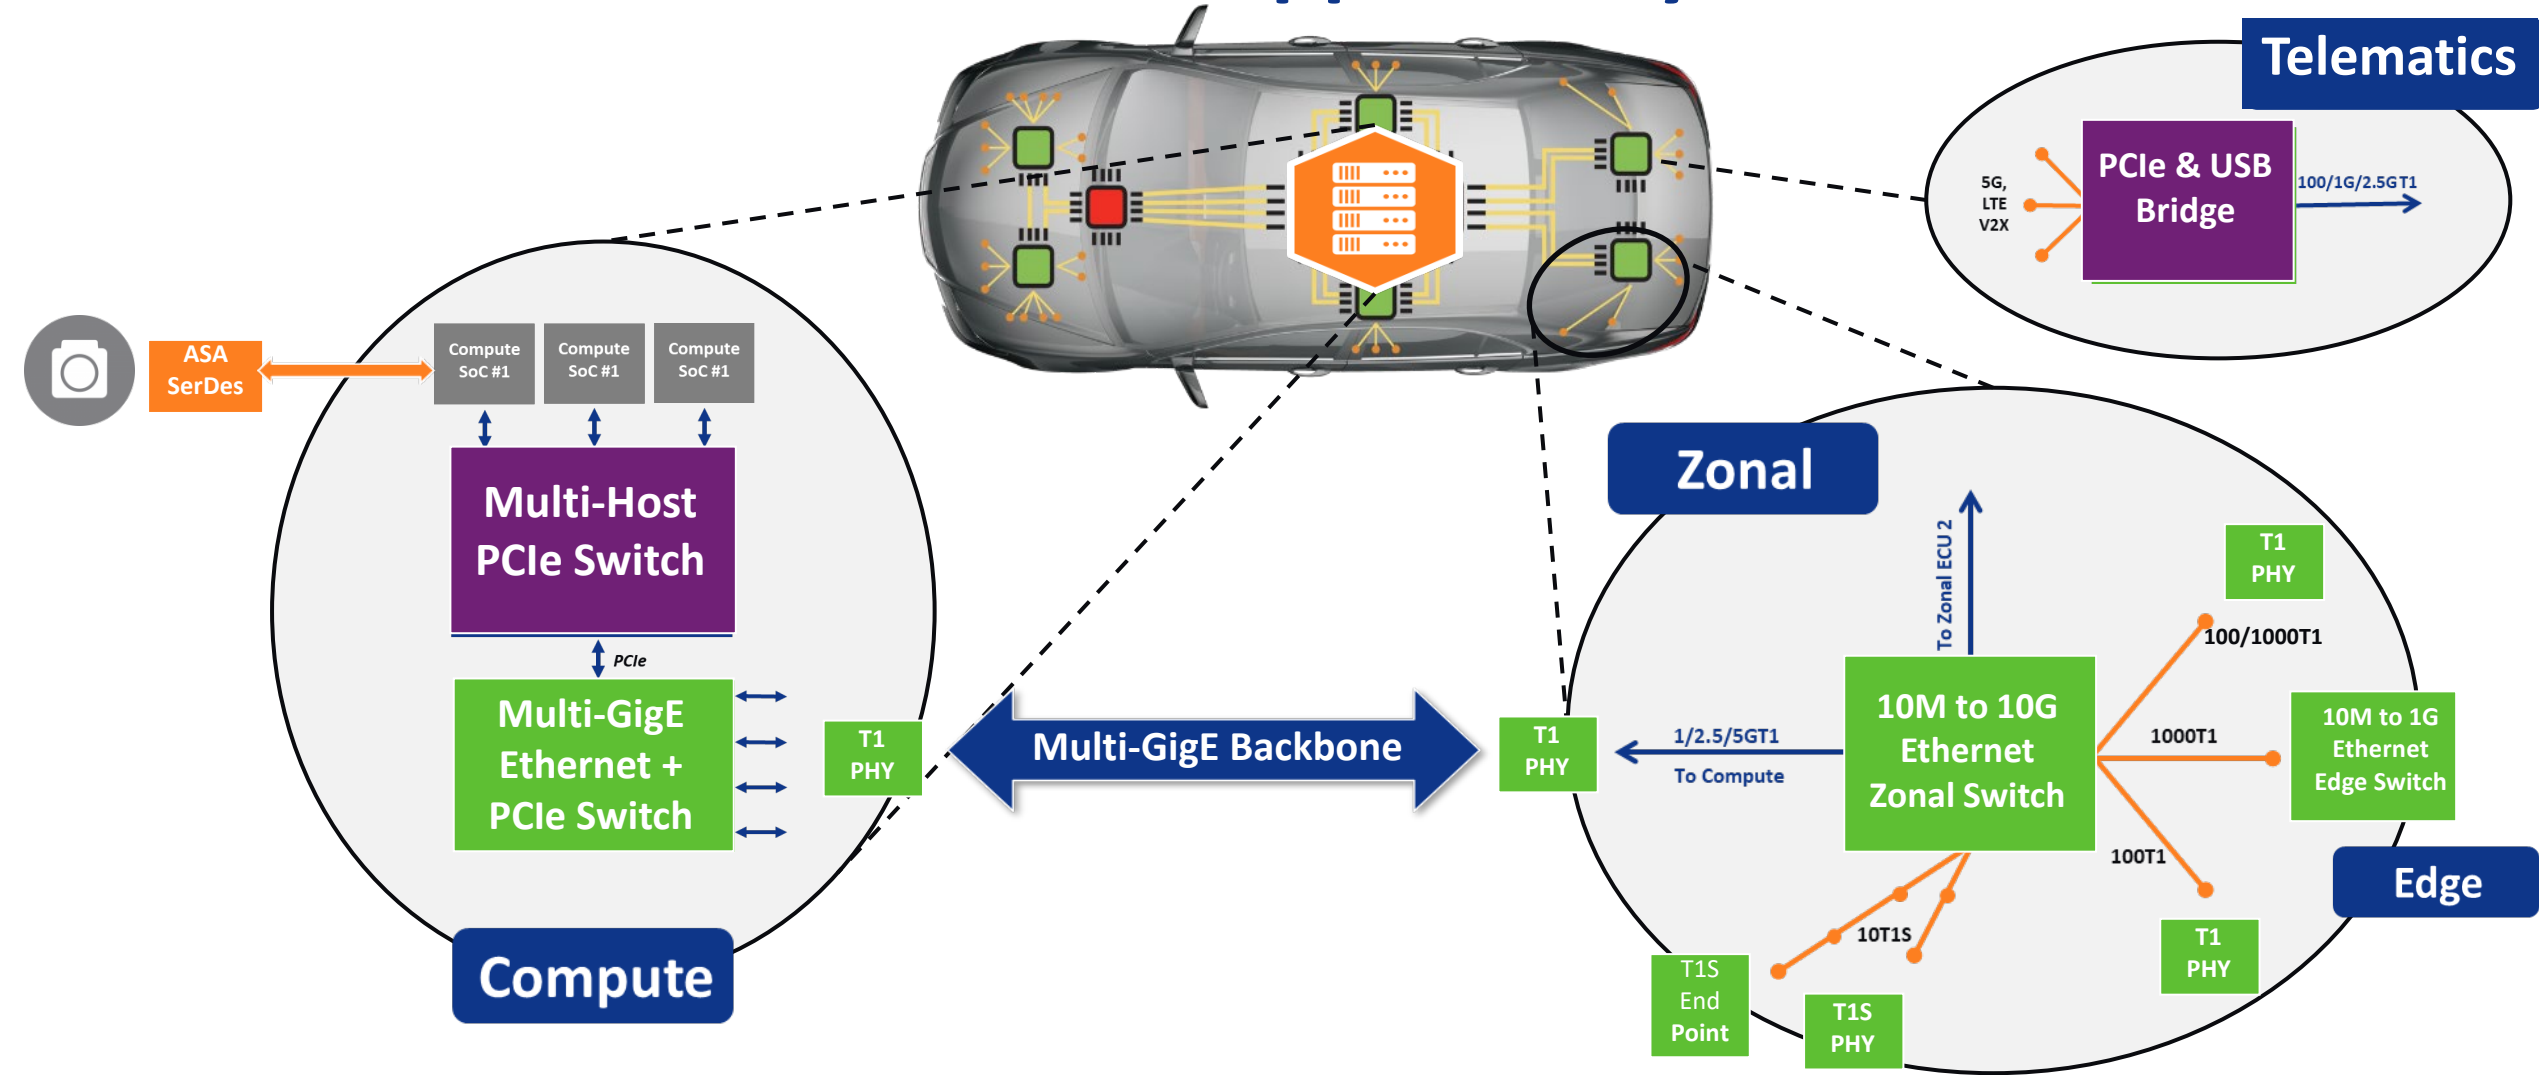 Telematics
PCIe & USB
Bridge
5G,
LTE
V2X
100/1G/2.5GT1
ASA
SerDes
Compute
SoC #1
Compute
SoC #1
Compute
SoC #1
Multi-Host
PCIe Switch
PCIe
Multi-GigE
Ethernet +
PCIe Switch
T1
PHY
Compute
Multi-GigE Backbone
Zonal
To Zonal ECU 2
T1
PHY
1/2.5/5GT1
To Compute
10M to 10G
Ethernet
Zonal Switch
T1
PHY
100/1000T1
1000T1
10M to 1G
Ethernet
Edge Switch
100T1
Edge
T1
PHY
10T1S
T1S
End
Point
T1S
PHY